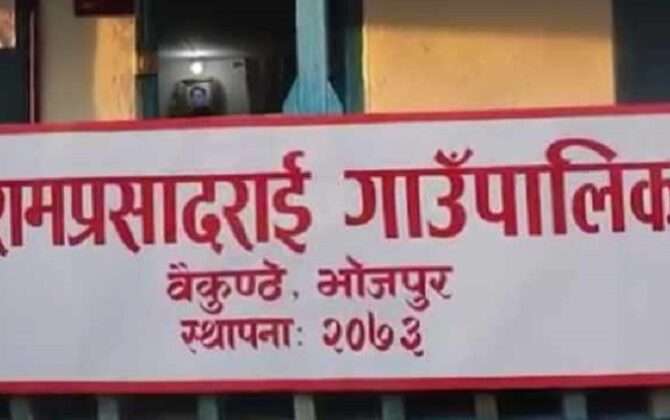 रामप्रसादराई गाउँपालिका
वैकुण्ठे, भोजपुर
स्थापना: २०७३